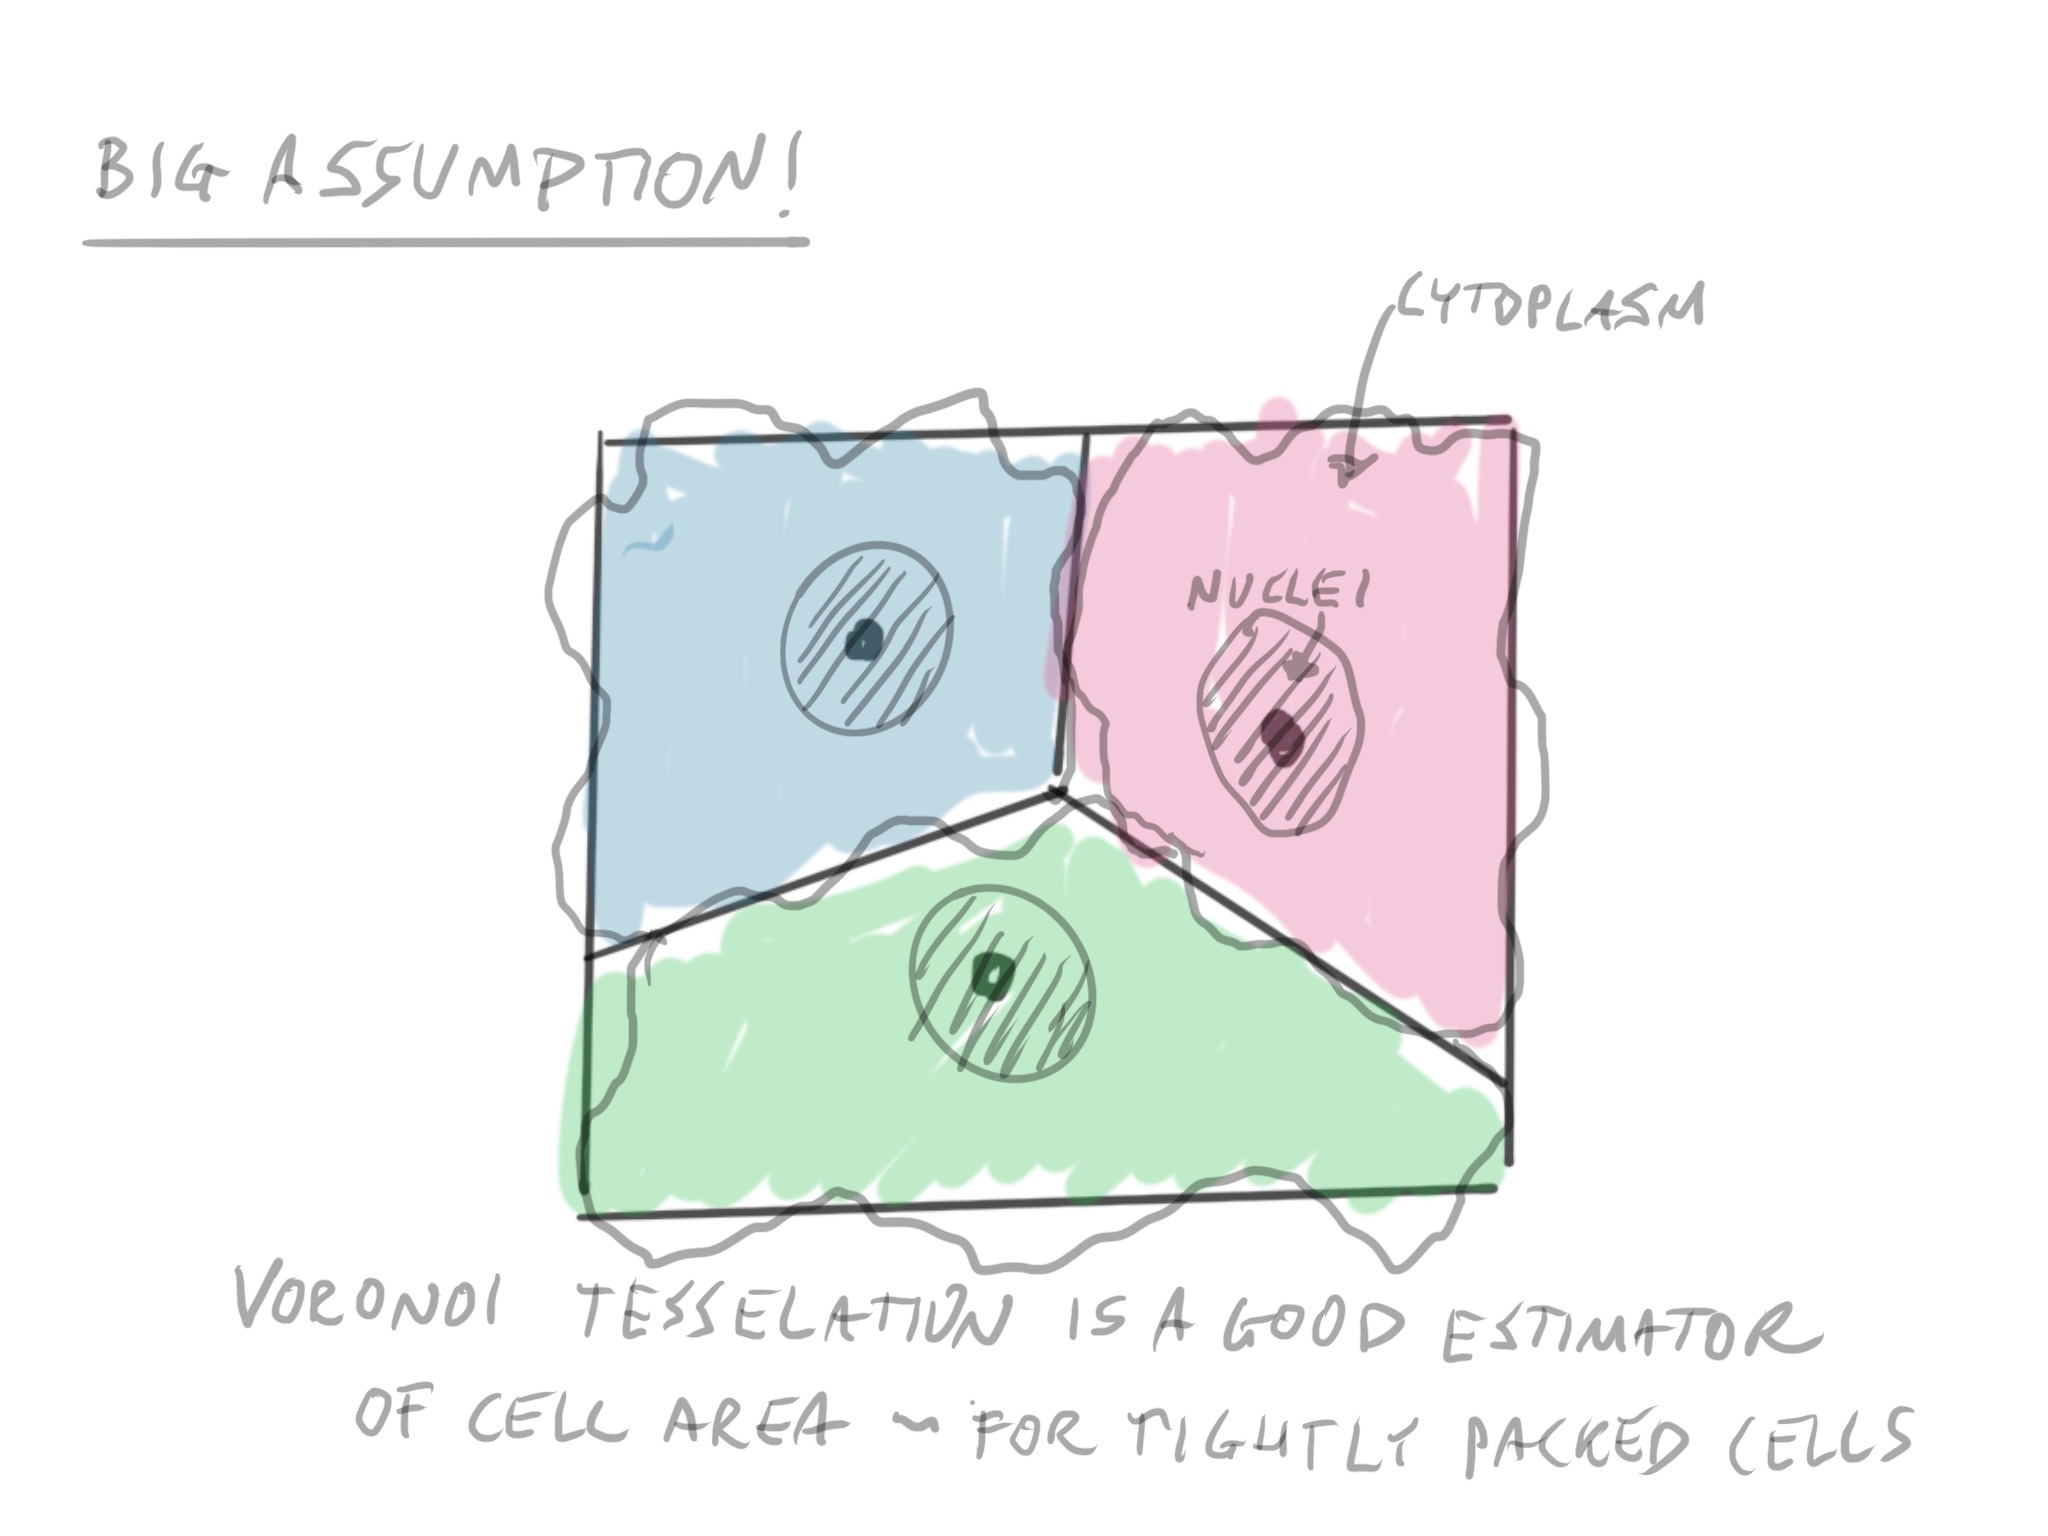 BIG ASSUMPTION!
CYTOPLASM
NUCLEI
VORONOI TESSELATION IS A GOOD ESTIMATOR
OF CELL AREA ~ FOR TIGHTLY PACKED CELLS